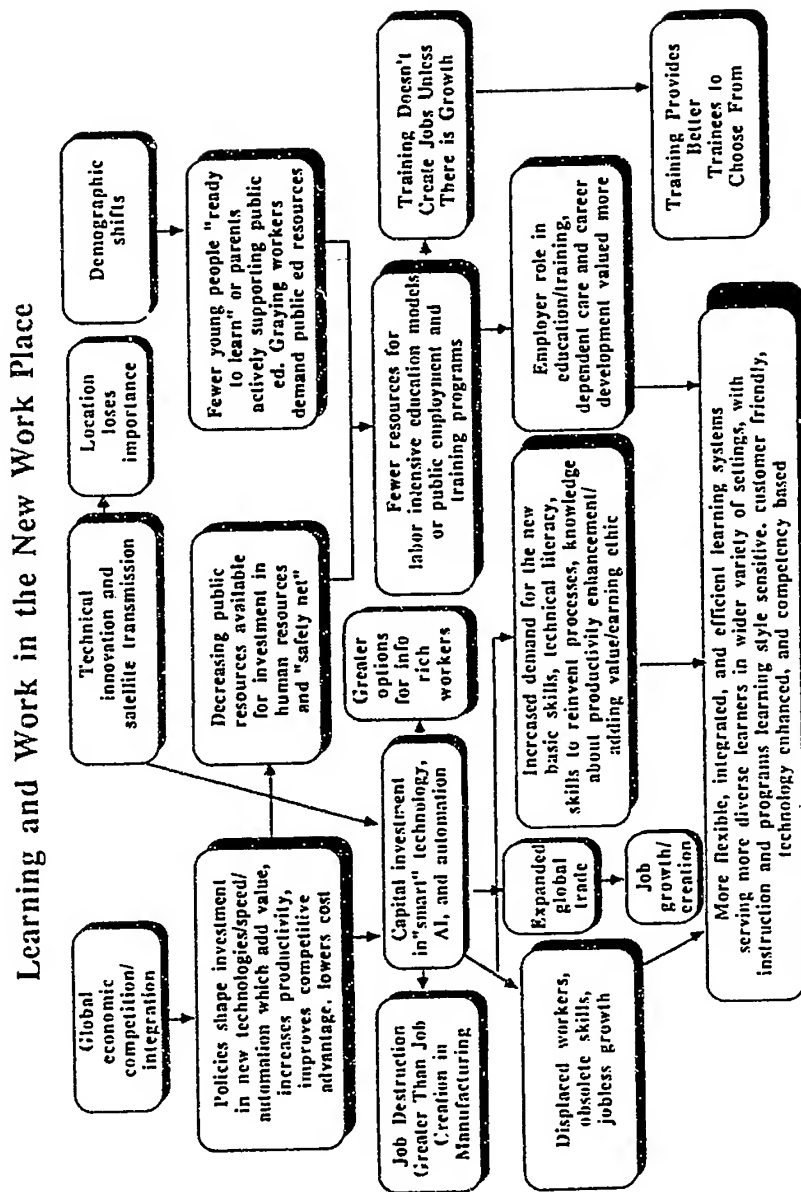 Learning and Work in the New Work Place
Global
economic
competition/
integration
Technical
innovation and
satellite transmission
Location
loses
importance
Demographic
shifts
Policies shape investment
in new technologies/speed/
automation which add value,
increases productivity,
improves competitive
advantage. lowers cost
Decreasing public
resources available
for investment in
human resources
and "safety net"
Fewer young people "ready
to learn" or parents
actively supporting public
ed. Graying workers
demand public ed resources
Job Destruction
Greater Than Job
Creation in
Manufacturing
Capital investment
in"smart" technology,
AI, and automation
Greater
options
for info
rich
workers
Fewer resources for
labor intensive education models
or public employment and
training programs
Training Doesn't
Create Jobs Unless
There is Growth
Displaced workers,
obsolete skills,
jobless growth
Expanded
global
trade
Job
growth/
creation
Increased demand for the new
basic skills, technical literacy,
skills to reinvent processes, knowledge
about productivity enhancement/
adding value/earning ethic
Employer role in
education/training,
dependent care and career
development valued more
Training Provides
Better
Trainees to
Choose From
More flexible, integrated, and efficient learning systems
serving more diverse learners in wider variety of settings, with
instruction and programs learning style sensitive. customer friendly,
technology enhanced, and competency based